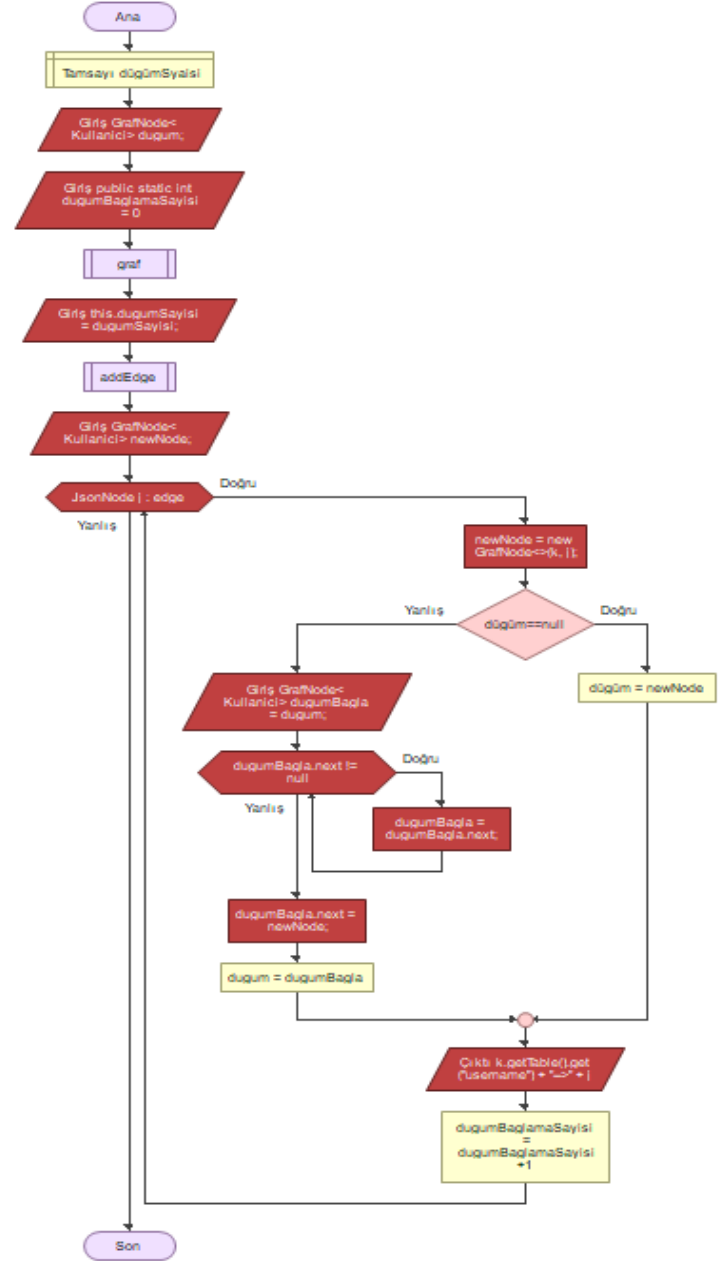 Ana
Tamsayı dügümSyaisi
Giriş GrafNode<
Kullanici> dugum;
Giriş public static int
dugumBaglamaSayisi
= 0
graf
Giriş this.dugumSayisi
= dugumSayisi;
addEdge
Giriş GrafNode<
Kullanici> newNode;
JsonNode j : edge
Doğru
Yanlış
newNode = new
GrafNode<>(k, j);
dügüm==null
Yanlış
Doğru
dügüm = newNode
Giriş GrafNode<
Kullanici> dugumBagla
= dugum;
dugumBagla.next !=
null
Doğru
Yanlış
dugumBagla =
dugumBagla.next;
dugumBagla.next =
newNode;
dugum = dugumBagla
Çıktı k.getTable().get
("username") + "-->" + j
dugumBaglamaSayisi
=
dugumBaglamaSayisi
+1
Son